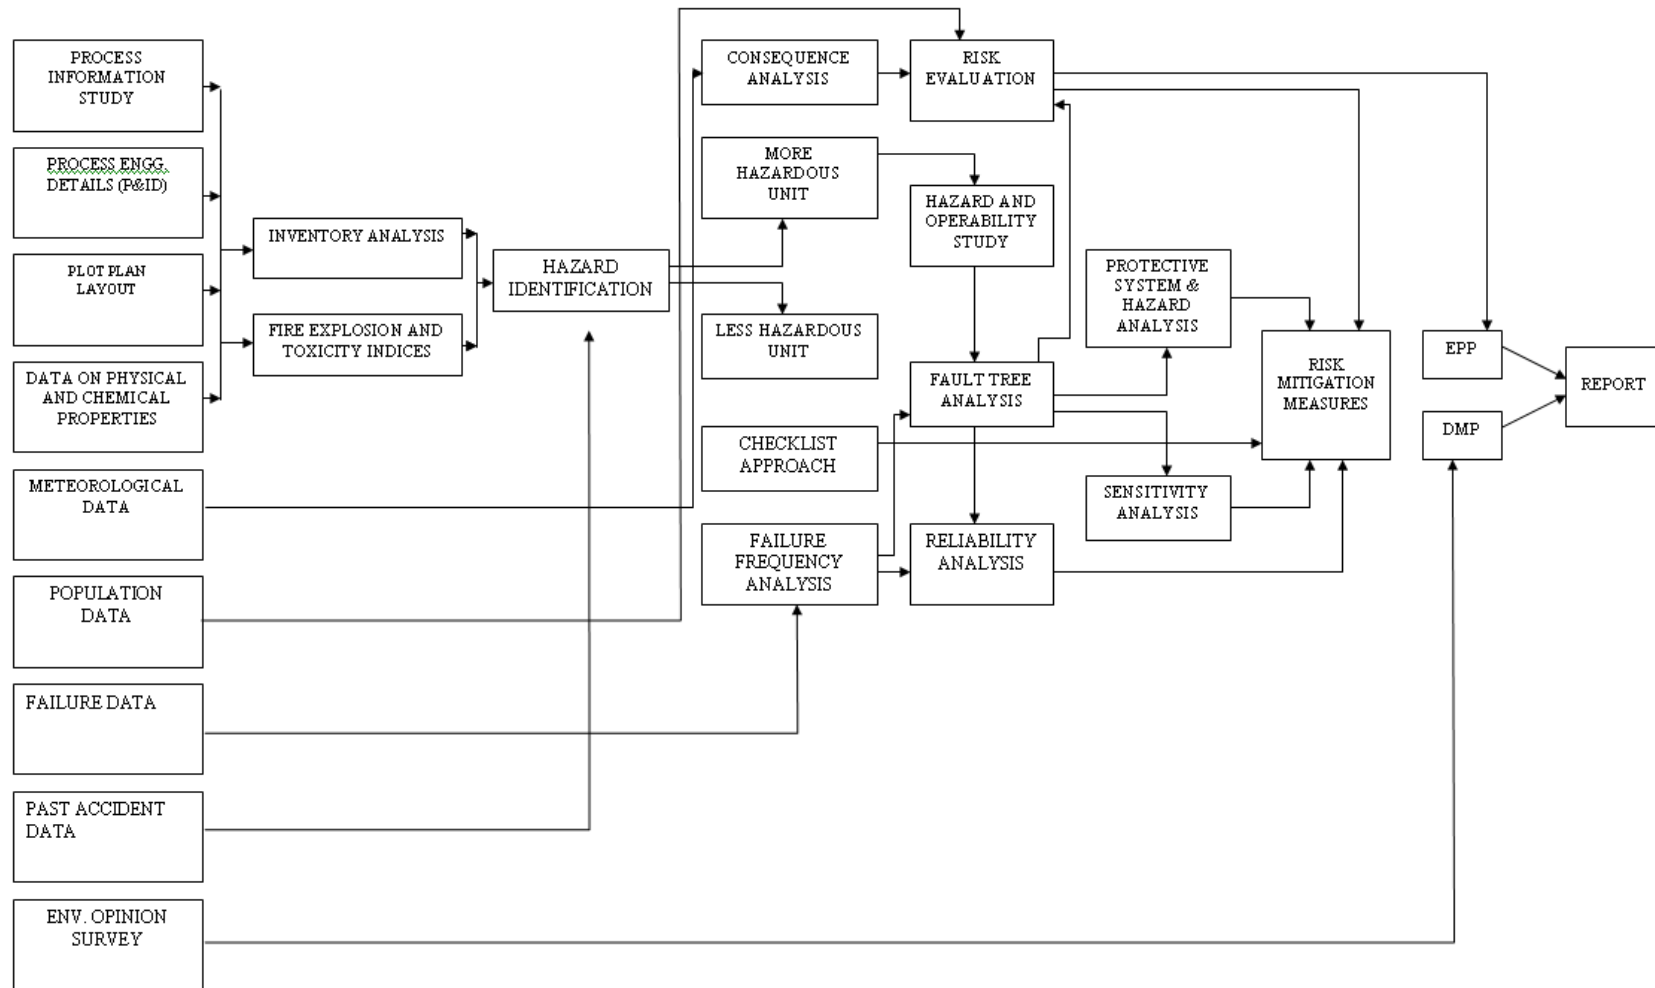 PROCESS
INFORMATION
STUDY
PROCESS ENGG.
DETAILS (P&ID)
PLOT PLAN
LAYOUT
DATA ON PHYSICAL
AND CHEMICAL
PROPERTIES
METEOROLOGICAL
DATA
POPULATION
DATA
FAILURE DATA
PAST ACCIDENT
DATA
ENV. OPINION
SURVEY
INVENTORY ANALYSIS
FIRE EXPLOSION AND
TOXICITY INDICES
HAZARD
IDENTIFICATION
CONSEQUENCE
ANALYSIS
MORE
HAZARDOUS
UNIT
LESS HAZARDOUS
UNIT
CHECKLIST
APPROACH
FAILURE
FREQUENCY
ANALYSIS
RISK
EVALUATION
HAZARD AND
OPERABILITY
STUDY
FAULT TREE
ANALYSIS
RELIABILITY
ANALYSIS
PROTECTIVE
SYSTEM &
HAZARD
ANALYSIS
SENSITIVITY
ANALYSIS
RISK
MITIGATION
MEASURES
EPP
DMP
REPORT